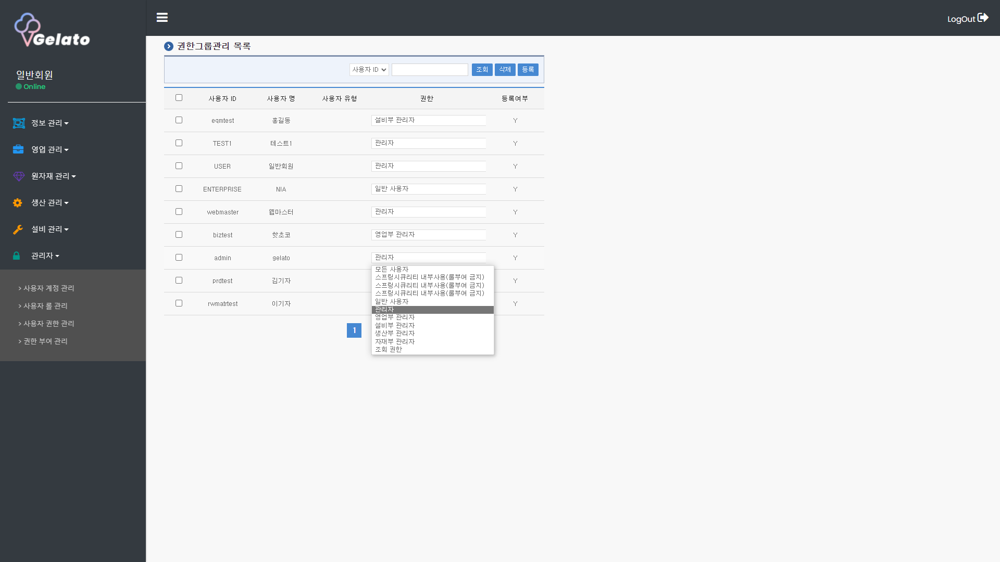 Gelato
LogOut
일반회원
Online
정보 관리
영업 관리
원자재 관리
생산 관리
설비 관리
관리자
> 사용자 계정 관리
> 사용자 롤 관리
> 사용자 권한 관리
> 권한 부여 관리
권한그룹관리 목록
사용자 ID 조회 삭제 등록
사용자 ID 사용자 명 사용자 유형 권한 등록여부
eqmtest 홍길동 설비부 관리자 Y
TEST1 테스트1 관리자 Y
USER 일반회원 관리자 Y
ENTERPRISE NIA 일반 사용자 Y
webmaster 웹마스터 관리자 Y
biztest 핫초코 영업부 관리자 Y
admin gelato 관리자 Y
prdtest 김기자 Y
rwmatrtest 이기자 Y
모든 사용자
스프링시큐리티 내부사용(롤부여 금지)
스프링시큐리티 내부사용(롤부여 금지)
스프링시큐리티 내부사용(롤부여 금지)
일반 사용자
관리자
영업부 관리자
설비부 관리자
생산부 관리자
자재부 관리자
조회 권한
1